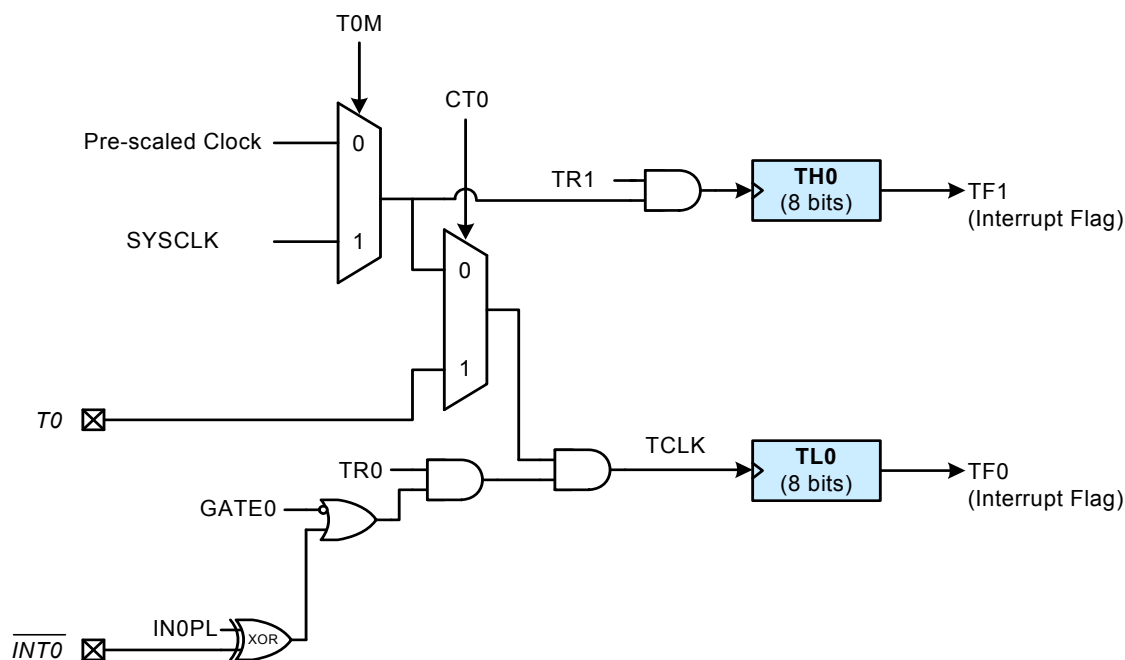 T0M
CT0
Pre-scaled Clock
0
TR1
TH0
(8 bits)
TF1
(Interrupt Flag)
SYSCLK
1
0
1
T0
TCLK
TL0
(8 bits)
TF0
(Interrupt Flag)
TR0
GATE0
IN0PL
XOR
INT0